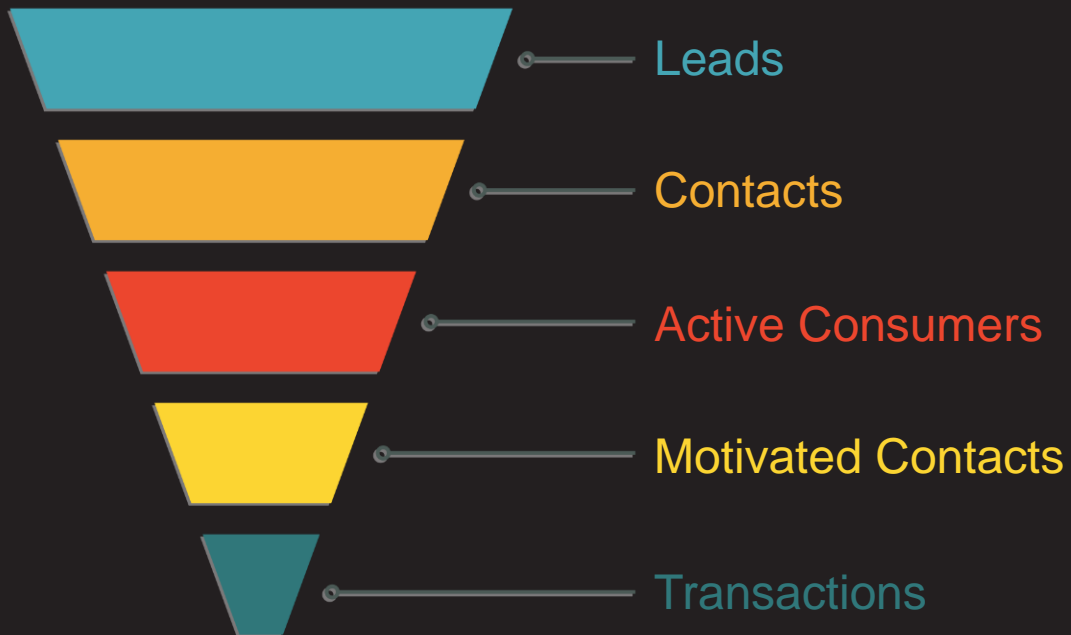 Leads
Contacts
Active Consumers
Motivated Contacts
Transactions